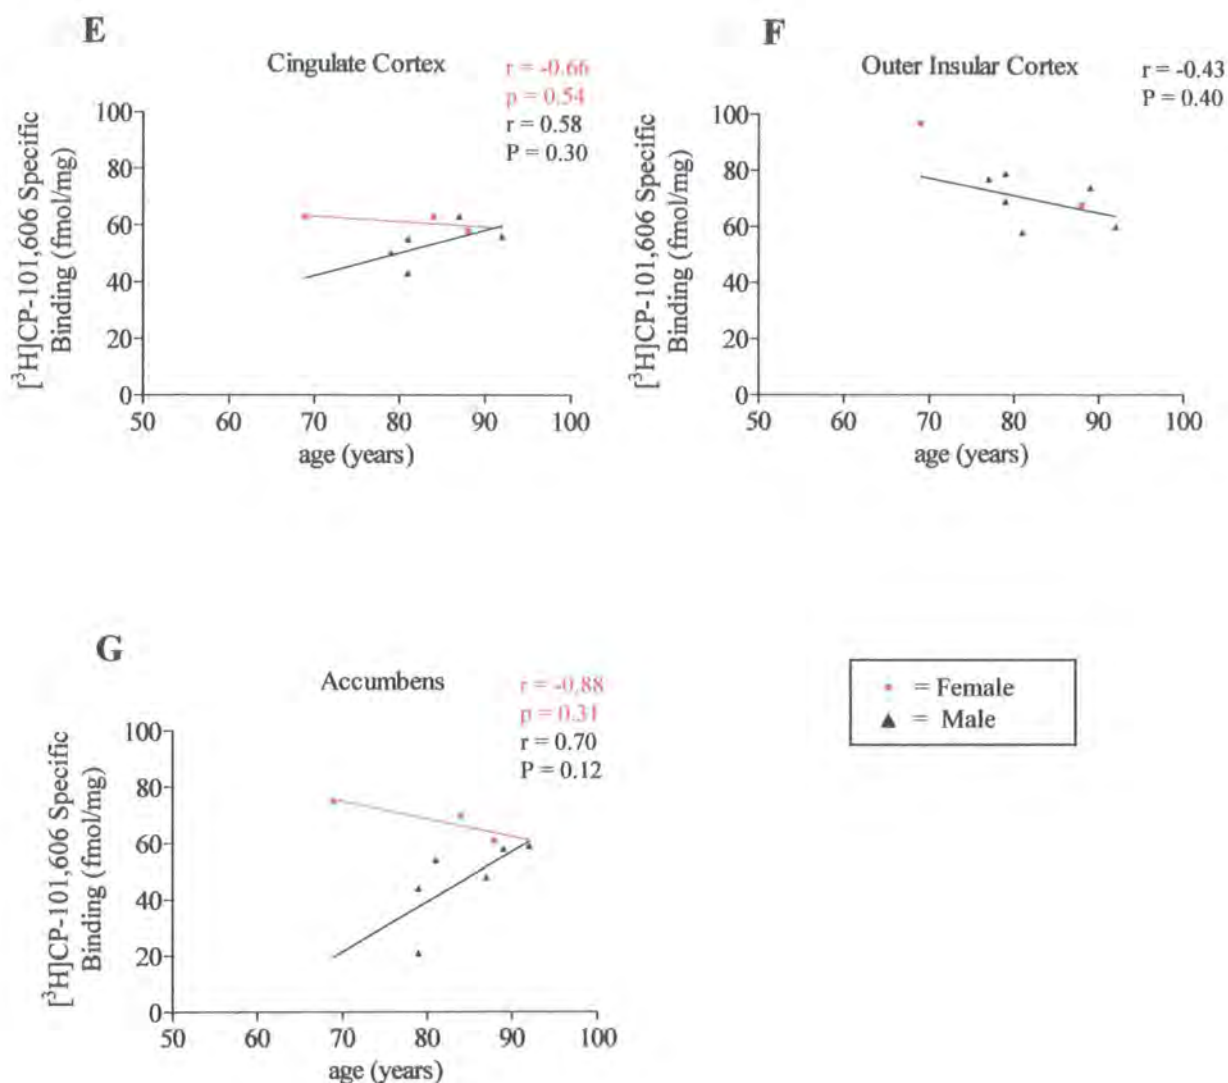 E
Cingulate Cortex
r = -0.66
p = 0.54
r = 0.58
P = 0.30
[³H]CP-101,606 Specific
Binding (fmol/mg)
100
80
60
40
20
0
50 60 70 80 90 100
age (years)
F
Outer Insular Cortex
r = -0.43
P = 0.40
[³H]CP-101,606 Specific
Binding (fmol/mg)
100
80
60
40
20
0
50 60 70 80 90 100
age (years)
G
Accumbens
r = -0.88
p = 0.31
r = 0.70
P = 0.12
[³H]CP-101,606 Specific
Binding (fmol/mg)
100
80
60
40
20
0
50 60 70 80 90 100
age (years)
= Female
= Male